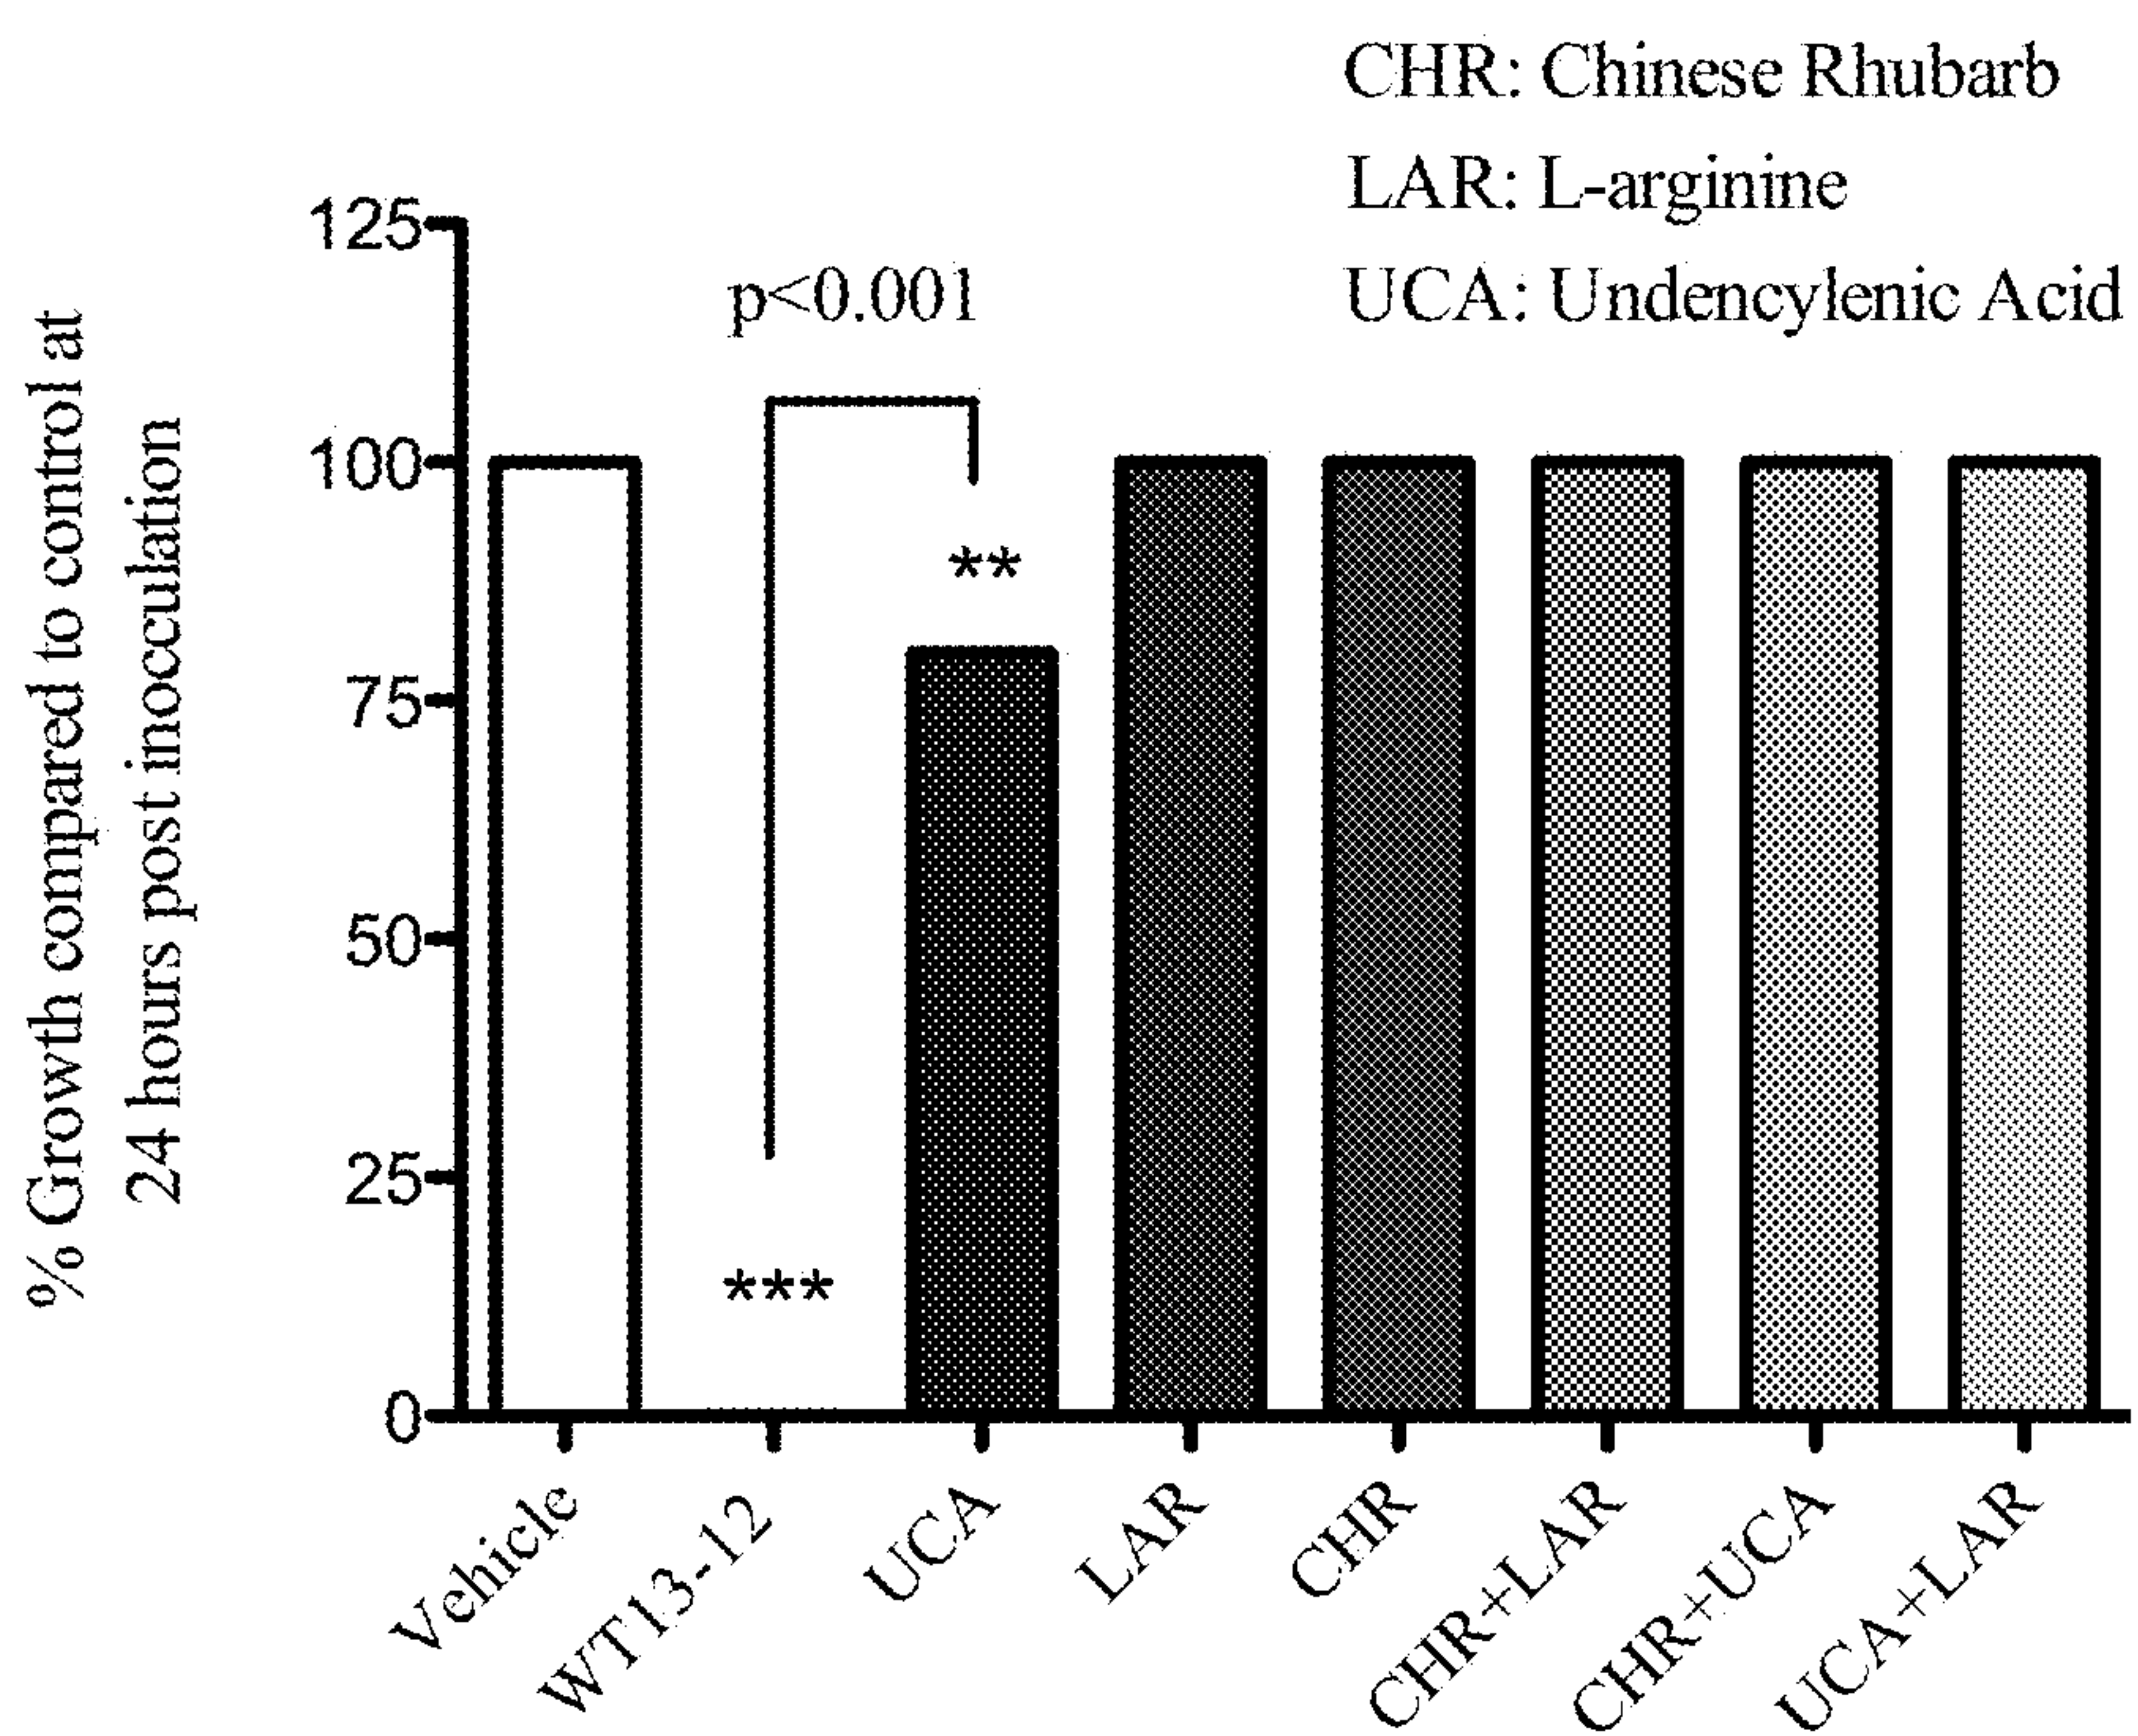 CHR: Chinese Rhubarb
LAR: L-arginine
UCA: Undencylenic Acid
% Growth compared to control at
24 hours post inocculation
125
100
75
50
25
0
p<0.001
**
***
Vehicle
WT13-12
UCA
LAR
CHR
CHR+LAR
CHR+UCA
UCA+LAR